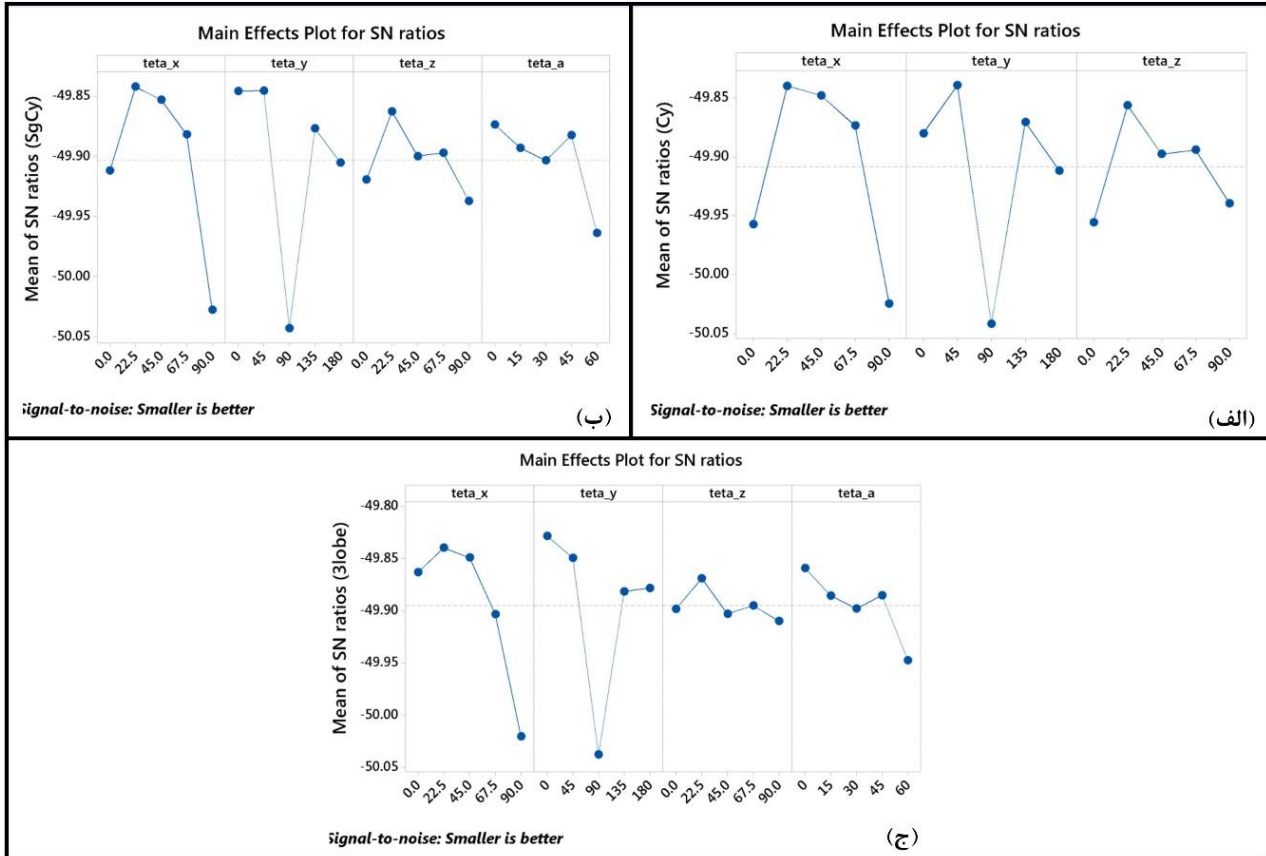 Main Effects Plot for SN ratios
teta_x teta_y teta_z teta_a
Mean of SN ratios (SgCy)
-49.85
-49.90
-49.95
-50.00
-50.05
0.0 22.5 45.0 67.5 90.0 0 45 90 135 180 0.0 22.5 45.0 67.5 90.0 0 15 30 45 60
Signal-to-noise: Smaller is better
(ب)
Main Effects Plot for SN ratios
teta_x teta_y teta_z
Mean of SN ratios (Cy)
-49.85
-49.90
-49.95
-50.00
-50.05
0.0 22.5 45.0 67.5 90.0 0 45 90 135 180 0.0 22.5 45.0 67.5 90.0
Signal-to-noise: Smaller is better
(الف)
Main Effects Plot for SN ratios
teta_x teta_y teta_z teta_a
Mean of SN ratios (3lobe)
-49.80
-49.85
-49.90
-49.95
-50.00
-50.05
0.0 22.5 45.0 67.5 90.0 0 45 90 135 180 0.0 22.5 45.0 67.5 90.0 0 15 30 45 60
Signal-to-noise: Smaller is better
(ج)